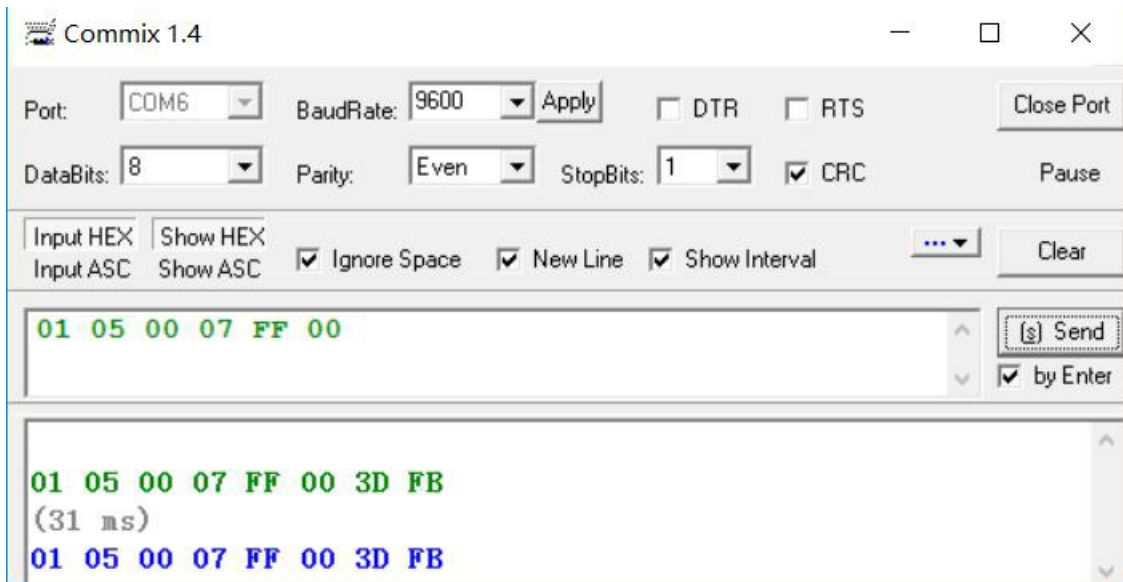 Commix 1.4
Port: COM6 BaudRate: 9600 Apply DTR RTS Close Port
DataBits: 8 Parity: Even StopBits: 1 CRC Pause
Input HEX Show HEX
Input ASC Show ASC Ignore Space New Line Show Interval ... Clear
01 05 00 07 FF 00
(s) Send
by Enter
01 05 00 07 FF 00 3D FB
(31 ms)
01 05 00 07 FF 00 3D FB